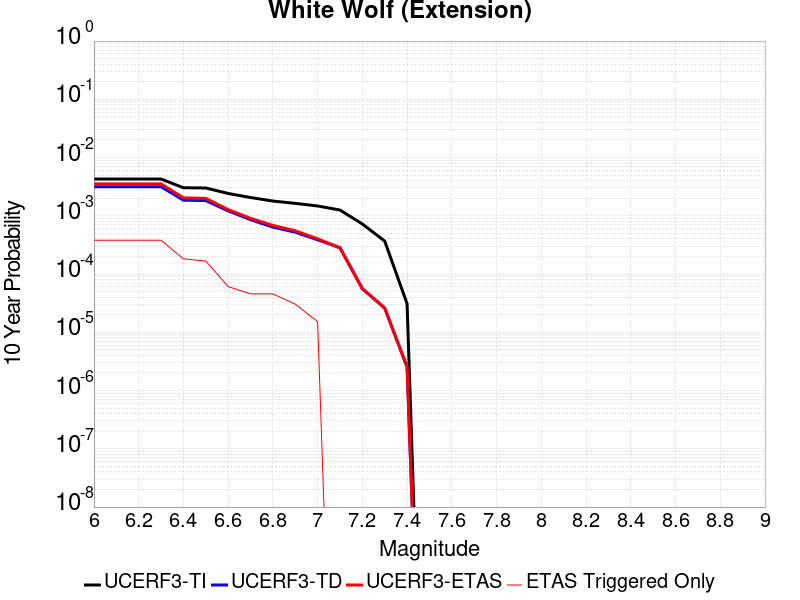 White Wolf (Extension)
10^0
10^-1
10^-2
10^-3
10^-4
10^-5
10^-6
10^-7
10^-8
10 Year Probability
6 6.2 6.4 6.6 6.8 7 7.2 7.4 7.6 7.8 8 8.2 8.4 8.6 8.8 9
Magnitude
UCERF3-TI UCERF3-TD UCERF3-ETAS ETAS Triggered Only